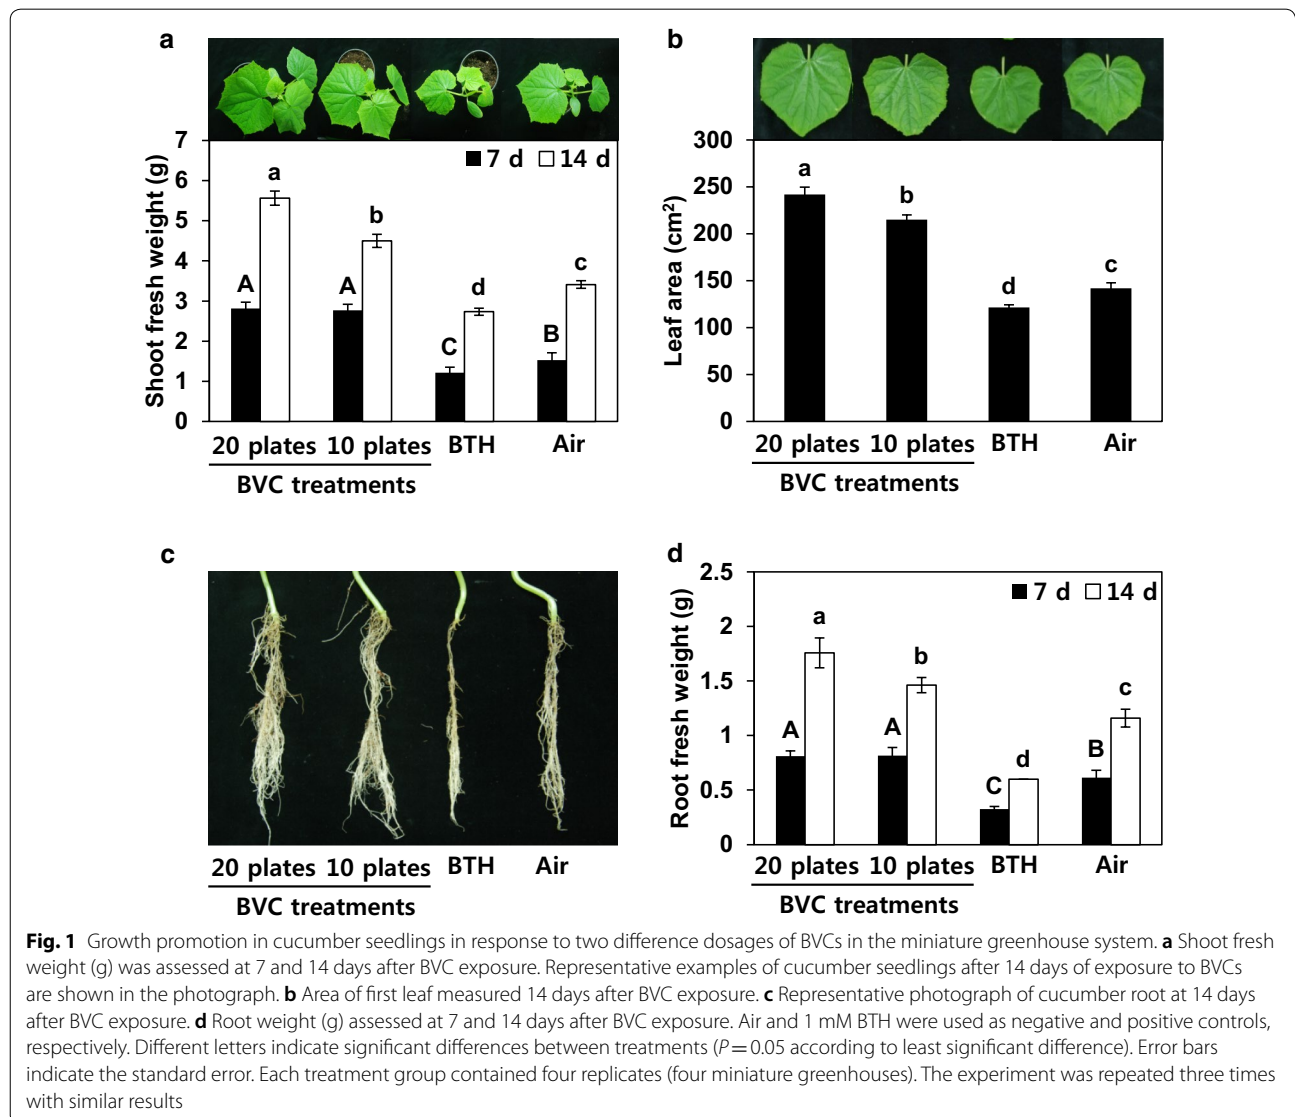 a
7
6
5
4
3
2
1
0
Shoot fresh weight (g)
7 d 14 d
A a
A b
C d
B c
20 plates 10 plates BTH Air
BVC treatments
b
300
250
200
150
100
50
0
Leaf area (cm²)
a
b
d
c
20 plates 10 plates BTH Air
BVC treatments
c
20 plates 10 plates BTH Air
BVC treatments
d
2.5
2
1.5
1
0.5
0
Root fresh weight (g)
7 d 14 d
A a
A b
C d
B c
20 plates 10 plates BTH Air
BVC treatments
Fig. 1 Growth promotion in cucumber seedlings in response to two difference dosages of BVCs in the miniature greenhouse system. a Shoot fresh
weight (g) was assessed at 7 and 14 days after BVC exposure. Representative examples of cucumber seedlings after 14 days of exposure to BVCs
are shown in the photograph. b Area of first leaf measured 14 days after BVC exposure. c Representative photograph of cucumber root at 14 days
after BVC exposure. d Root weight (g) assessed at 7 and 14 days after BVC exposure. Air and 1 mM BTH were used as negative and positive controls,
respectively. Different letters indicate significant differences between treatments (P = 0.05 according to least significant difference). Error bars
indicate the standard error. Each treatment group contained four replicates (four miniature greenhouses). The experiment was repeated three times
with similar results